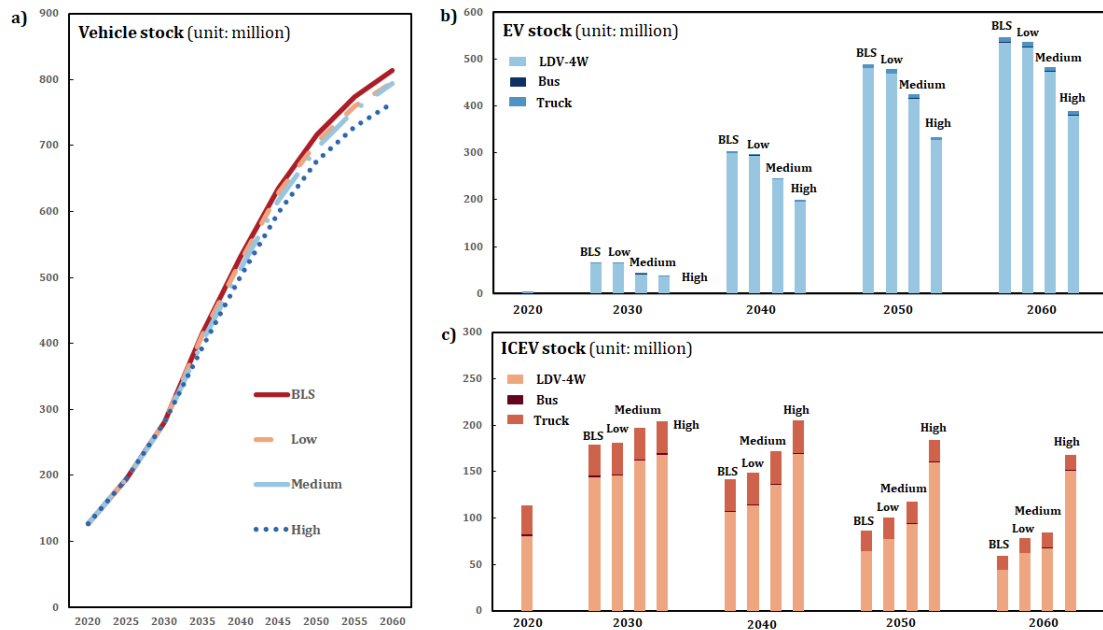 a)
Vehicle stock (unit: million)
900
800
700
600
500
400
300
200
100
0
BLS
Low
Medium
High
2020 2025 2030 2035 2040 2045 2050 2055 2060
b)
EV stock (unit: million)
600
500
400
300
200
100
0
LDV-4W
Bus
Truck
BLS Low Medium High
BLS Low Medium High
BLS Low Medium High
BLS Low Medium High
2020 2030 2040 2050 2060
c)
ICEV stock (unit: million)
300
250
200
150
100
50
0
LDV-4W
Bus
Truck
BLS Low Medium High
BLS Low Medium High
BLS Low Medium High
BLS Low Medium High
2020 2030 2040 2050 2060